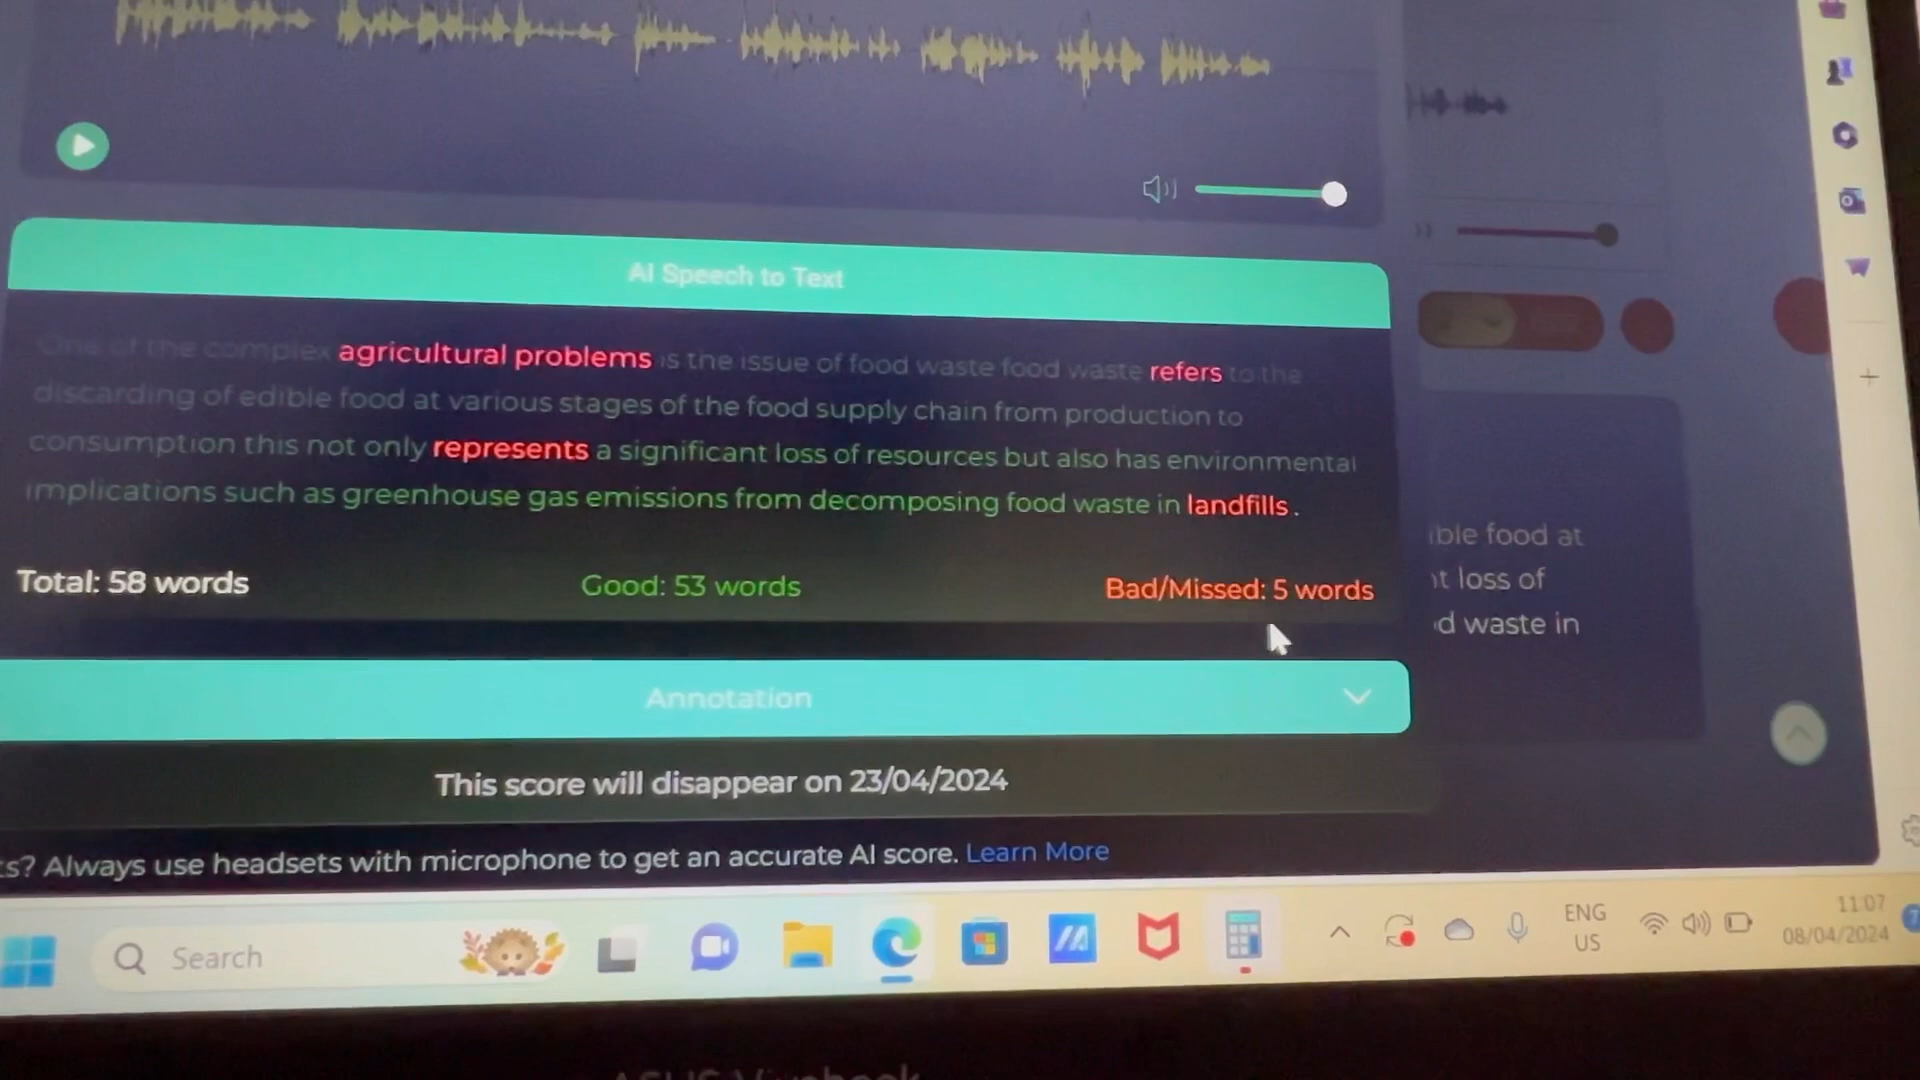 AI Speech to Text
One of the complex agricultural problems is the issue of food waste food waste refers to the
discarding of edible food at various stages of the food supply chain from production to
consumption this not only represents a significant loss of resources but also has environmental
implications such as greenhouse gas emissions from decomposing food waste in landfills.
Total: 58 words Good: 53 words Bad/Missed: 5 words
ible food at
t loss of
d waste in
Annotation
This score will disappear on 23/04/2024
s? Always use headsets with microphone to get an accurate AI score. Learn More
Search
ENG
US
11:07
08/04/2024